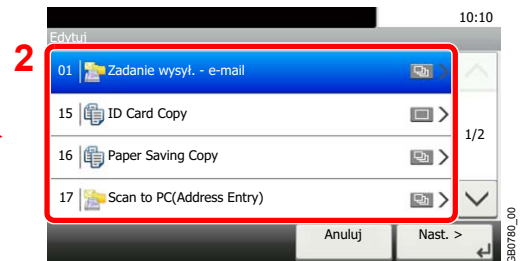 10:10
Edytuj
2
01 Zadanie wysył. - e-mail
15 ID Card Copy
16 Paper Saving Copy
1/2
17 Scan to PC(Address Entry)
Anuluj
Nast. >
GB0780_00